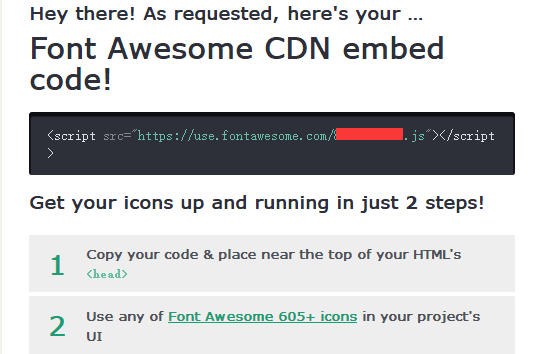 Hey there! As requested, here's your ...
Font Awesome CDN embed
code!
<script src="https://use.fontawesome.com/ .js"></script
>
Get your icons up and running in just 2 steps!
1 Copy your code & place near the top of your HTML's
<head>
2 Use any of Font Awesome 605+ icons in your project's
UI